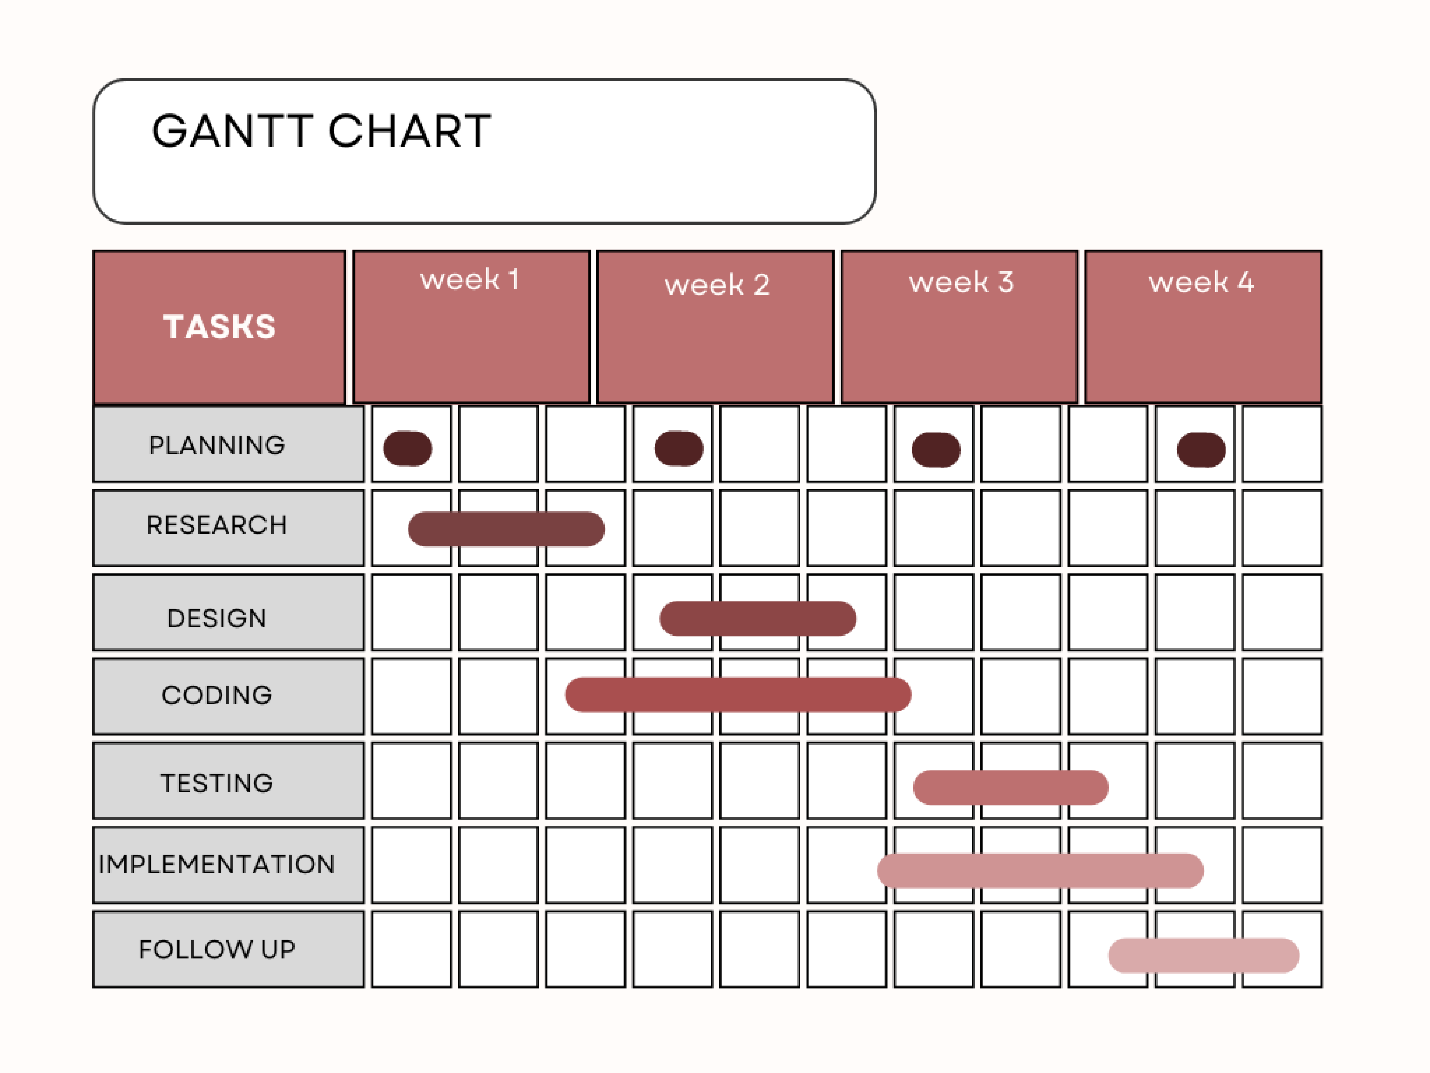 GANTT CHART
TASKS
week 1
week 2
week 3
week 4
PLANNING
RESEARCH
DESIGN
CODING
TESTING
IMPLEMENTATION
FOLLOW UP